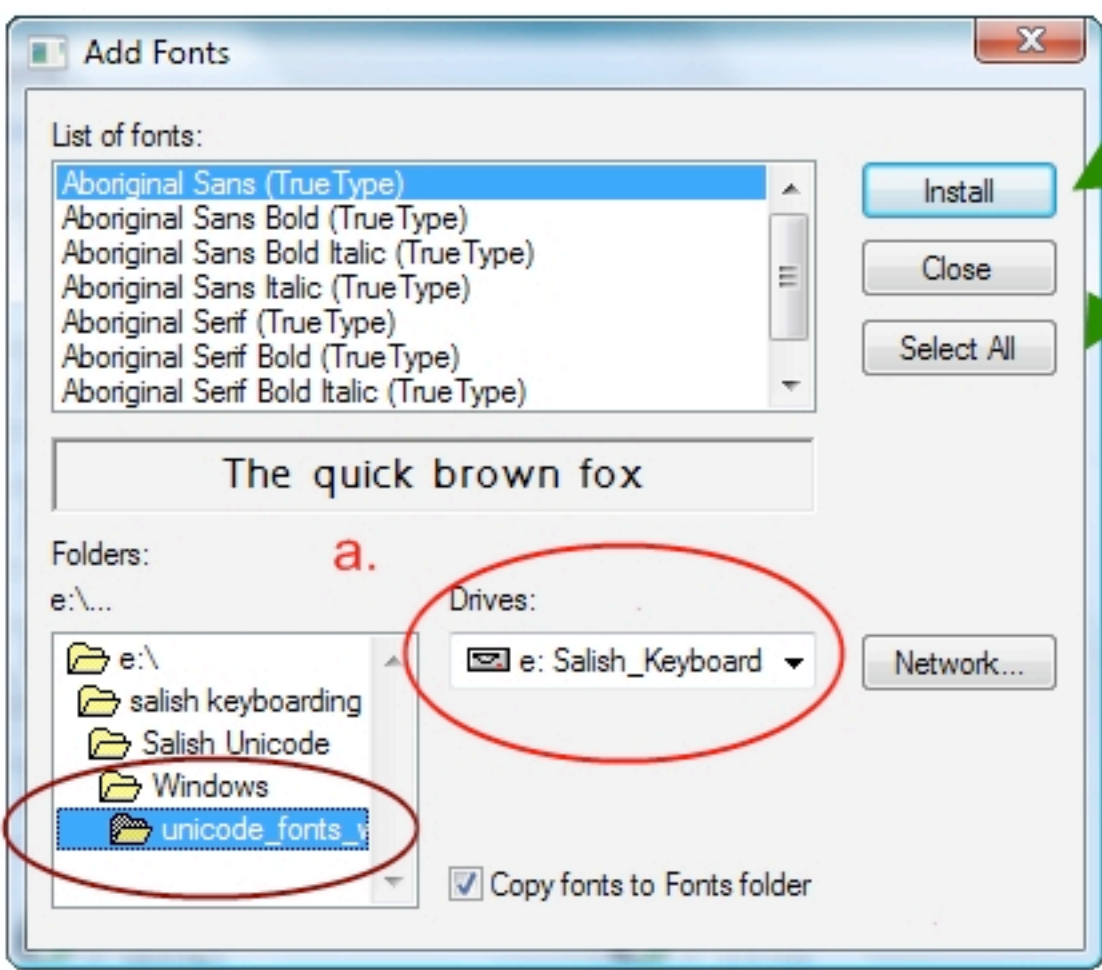 Add Fonts
List of fonts:
Aboriginal Sans (TrueType)
Aboriginal Sans Bold (TrueType)
Aboriginal Sans Bold Italic (TrueType)
Aboriginal Sans Italic (TrueType)
Aboriginal Serif (TrueType)
Aboriginal Serif Bold (TrueType)
Aboriginal Serif Bold Italic (TrueType)
Install
Close
Select All
The quick brown fox
Folders:
a.
e:\...
Drives:
e:\
salish keyboarding
Salish Unicode
Windows
unicode_fonts_
e: Salish_Keyboard
Network...
Copy fonts to Fonts folder